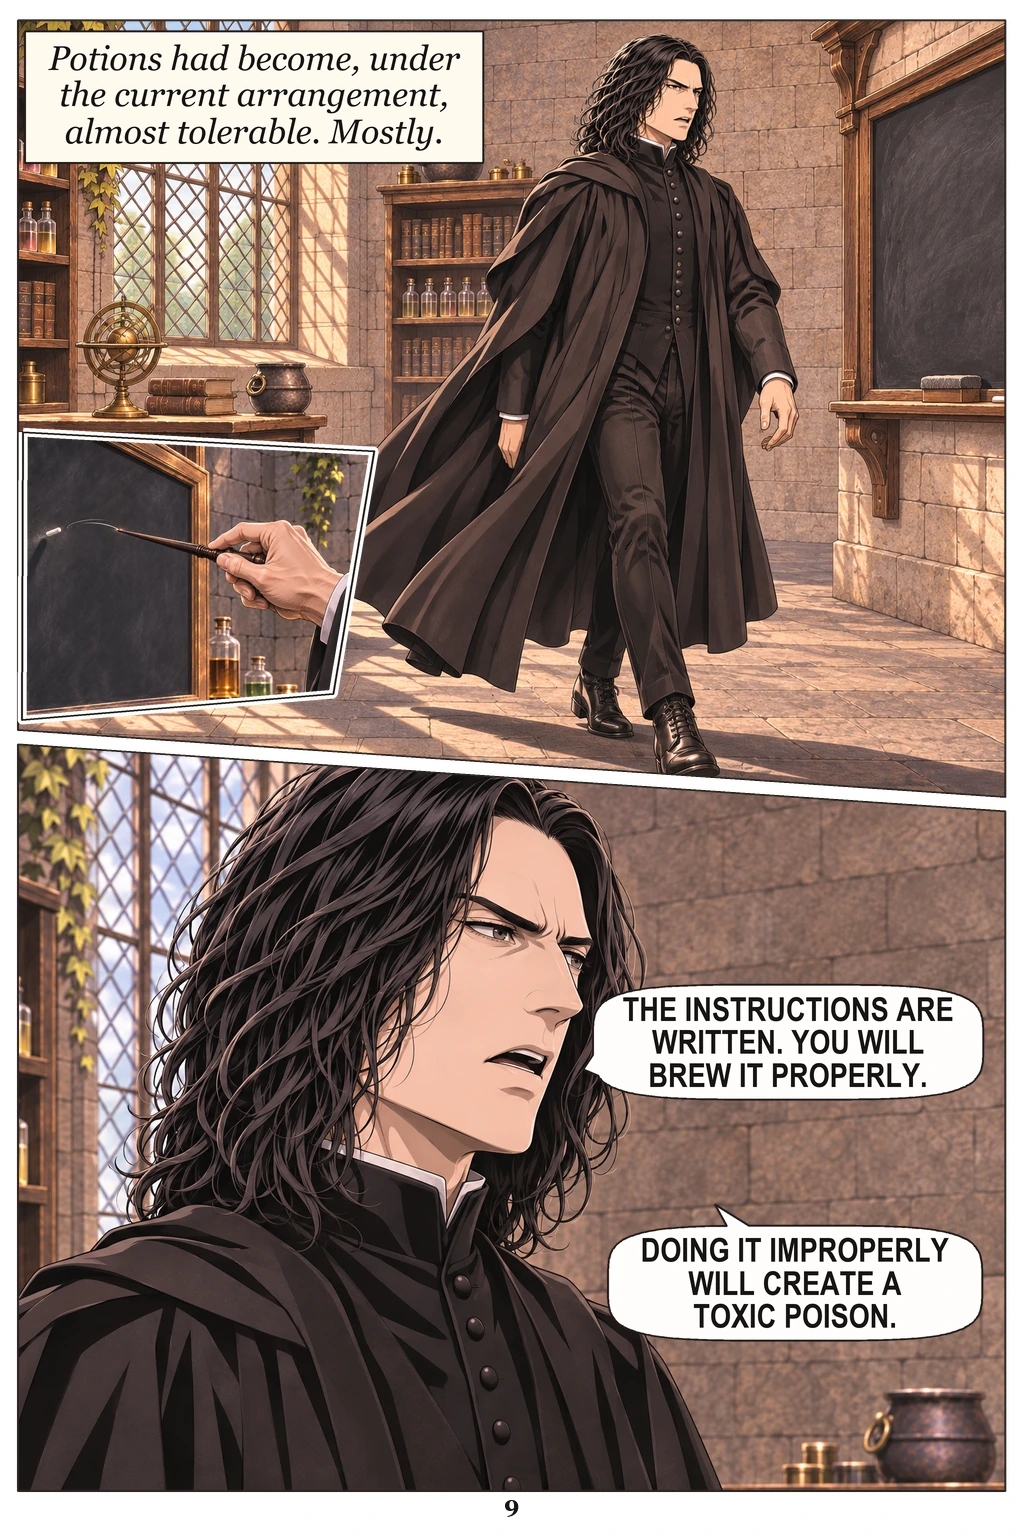 Potions had become, under
the current arrangement,
almost tolerable. Mostly.
THE INSTRUCTIONS ARE
WRITTEN. YOU WILL
BREW IT PROPERLY.
DOING IT IMPROPERLY
WILL CREATE A
TOXIC POISON.
9